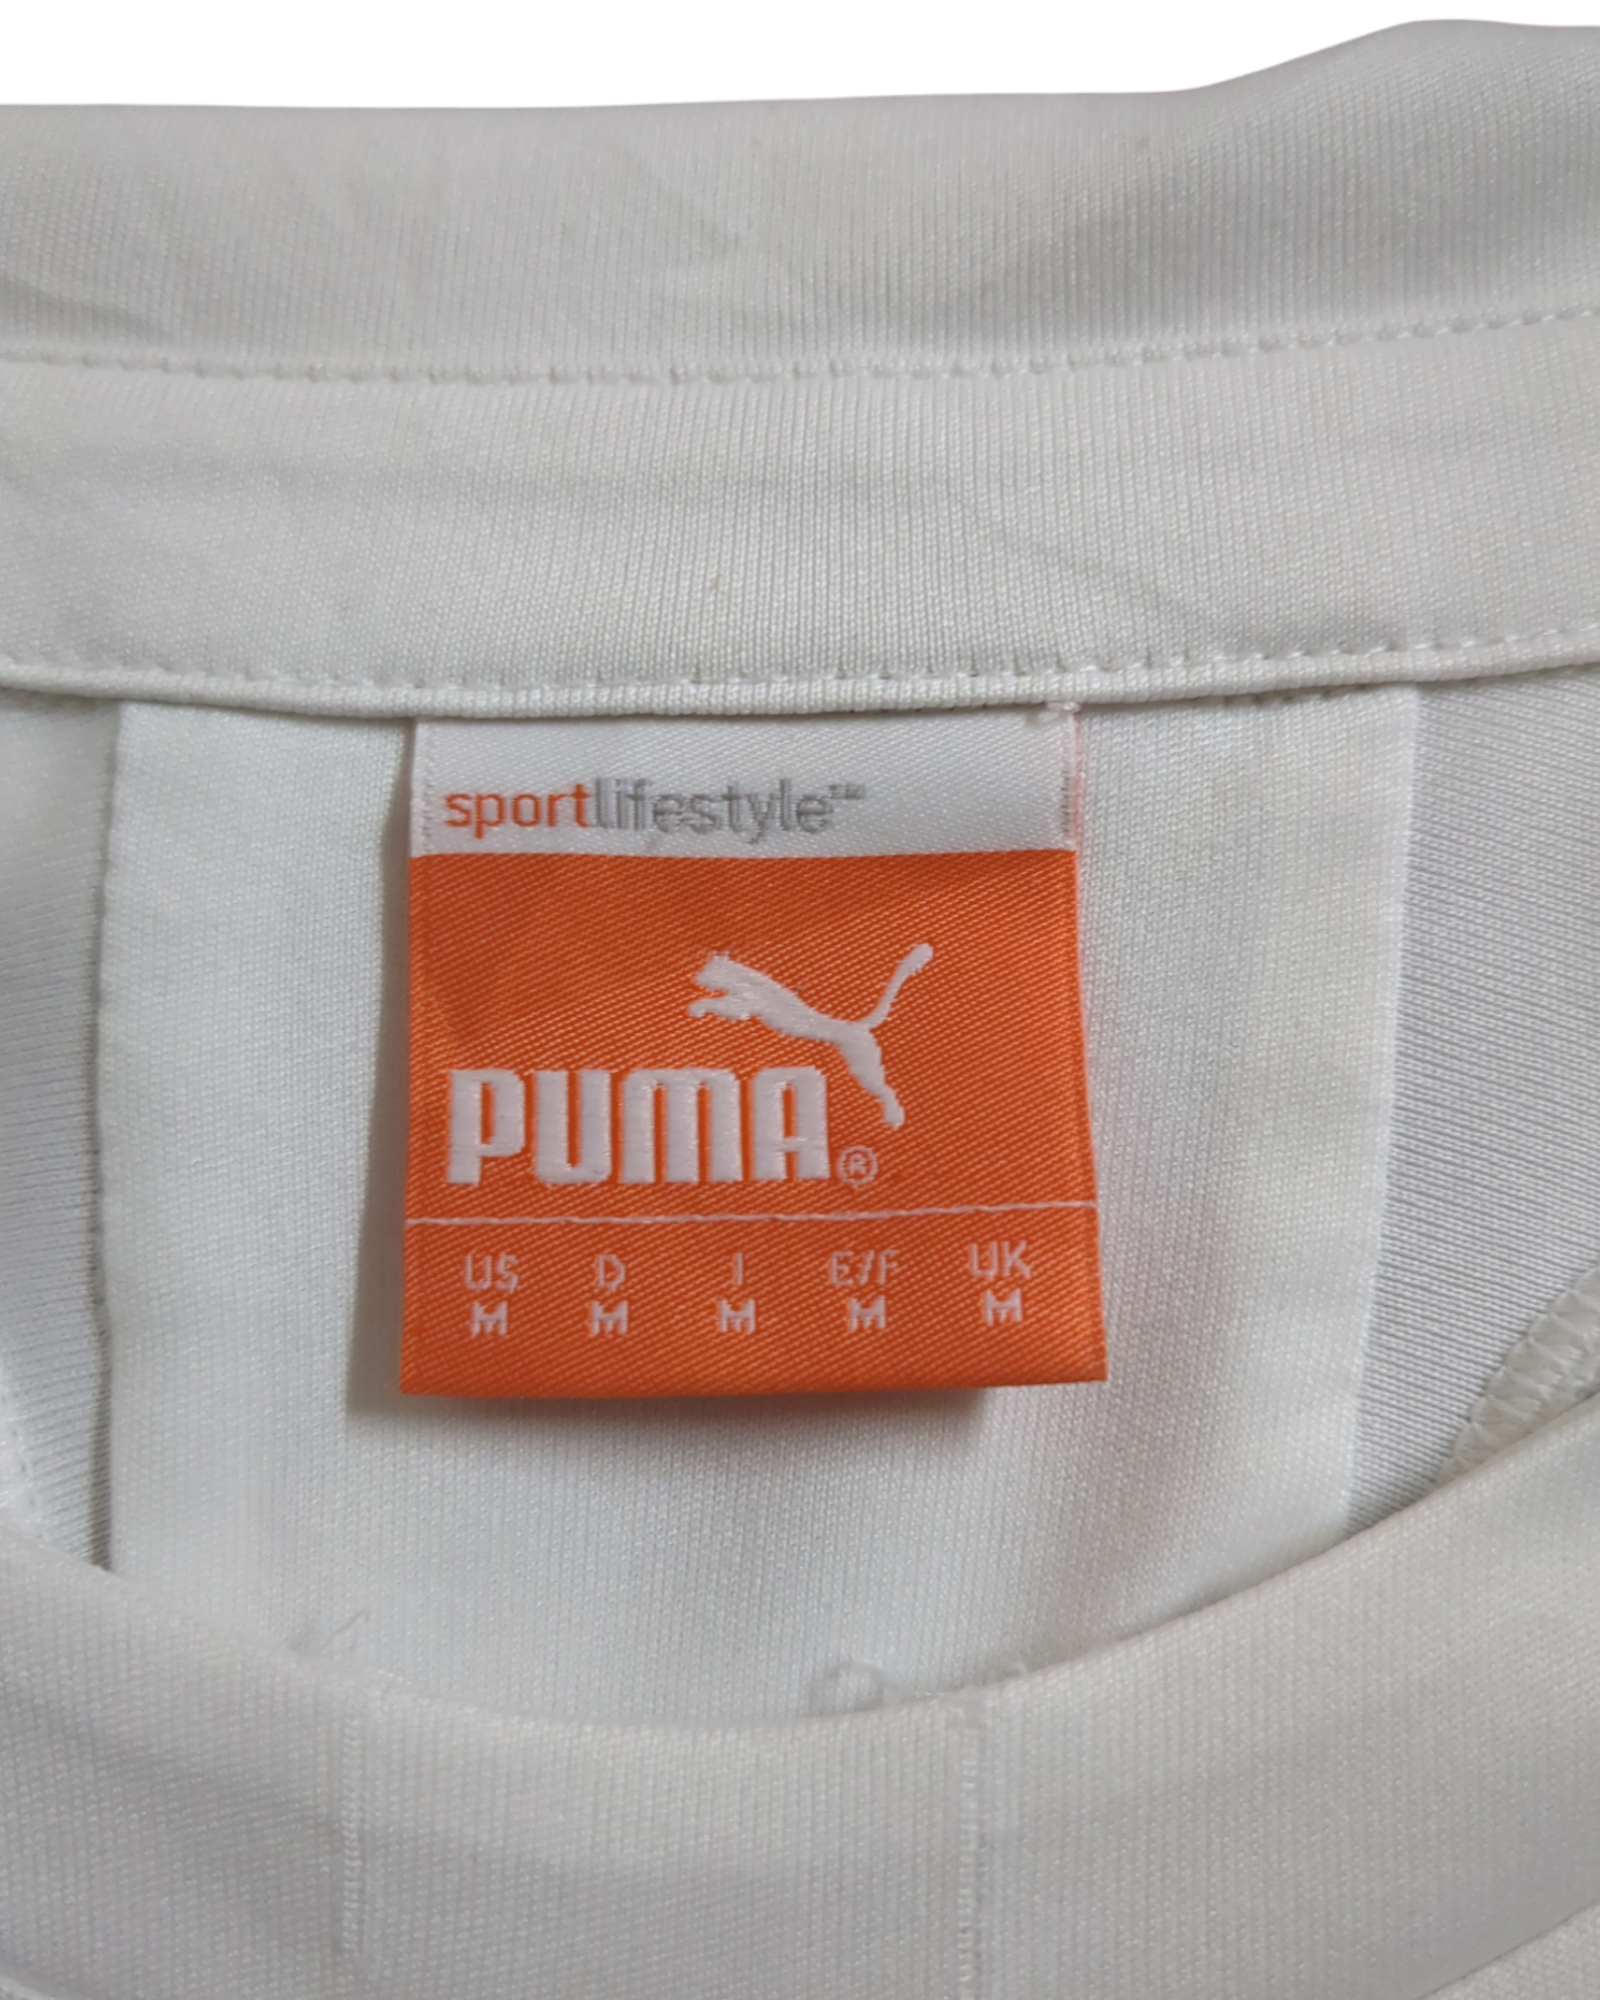 sportlifestyle™
PUMA®
US D I E/F UK
M M M M M